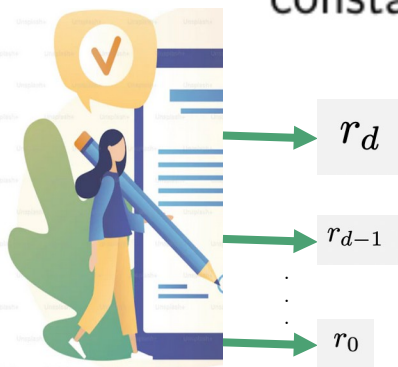 consta
r_d
r_{d-1}
.
.
.
r_0